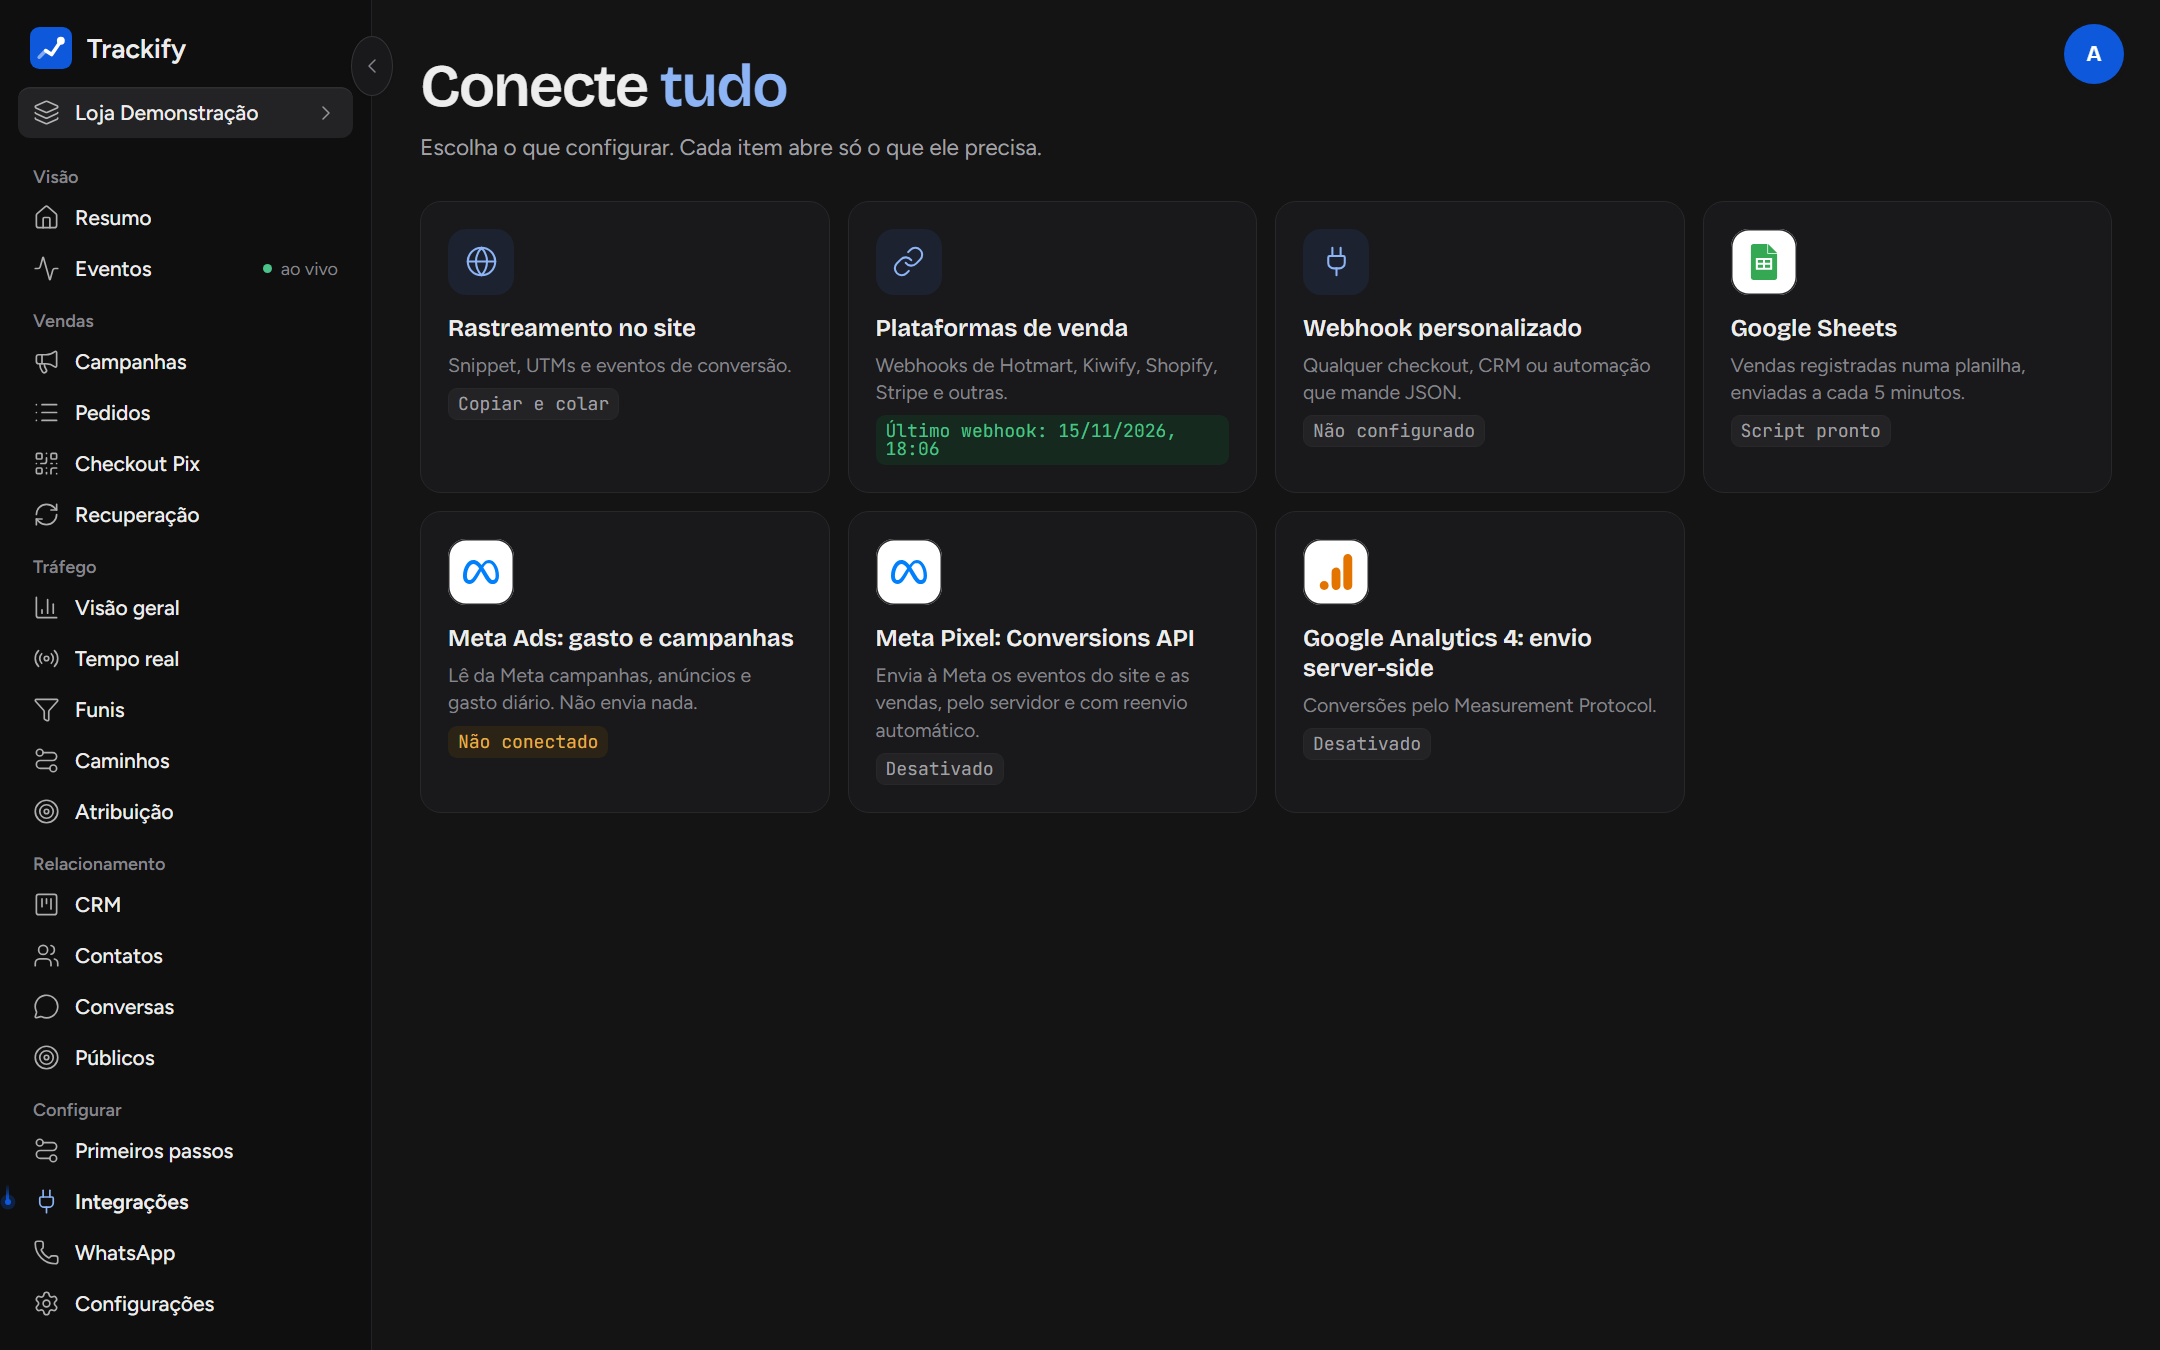 Trackify
Loja Demonstração
Visão
Resumo
Eventos
ao vivo
Vendas
Campanhas
Pedidos
Checkout Pix
Recuperação
Tráfego
Visão geral
Tempo real
Funis
Caminhos
Atribuição
Relacionamento
CRM
Contatos
Conversas
Públicos
Configurar
Primeiros passos
Integrações
WhatsApp
Configurações
A
Conecte tudo
Escolha o que configurar. Cada item abre só o que ele precisa.
Rastreamento no site
Snippet, UTMs e eventos de conversão.
Copiar e colar
Plataformas de venda
Webhooks de Hotmart, Kiwify, Shopify,
Stripe e outras.
Último webhook: 15/11/2026,
18:06
Webhook personalizado
Qualquer checkout, CRM ou automação
que mande JSON.
Não configurado
Google Sheets
Vendas registradas numa planilha,
enviadas a cada 5 minutos.
Script pronto
Meta Ads: gasto e campanhas
Lê da Meta campanhas, anúncios e
gasto diário. Não envia nada.
Não conectado
Meta Pixel: Conversions API
Envia à Meta os eventos do site e as
vendas, pelo servidor e com reenvio
automático.
Desativado
Google Analytics 4: envio
server-side
Conversões pelo Measurement Protocol.
Desativado